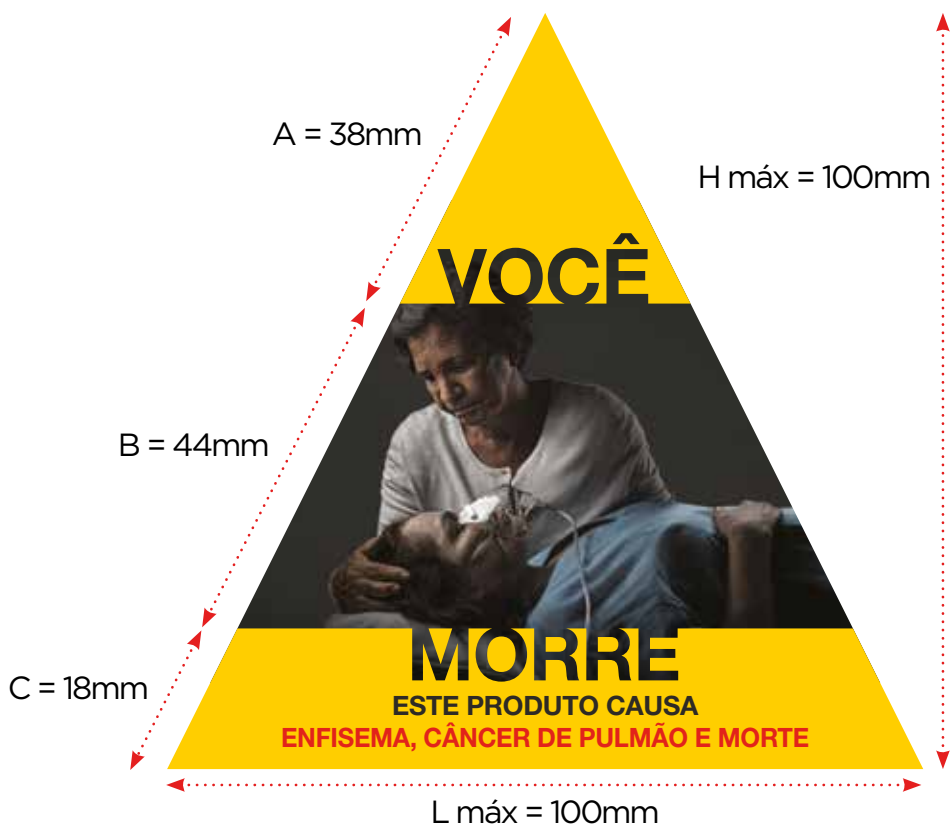 A = 38mm
H máx = 100mm
VOCÊ
B = 44mm
MORRE
C = 18mm
ESTE PRODUTO CAUSA
ENFISEMA, CÂNCER DE PULMÃO E MORTE
L máx = 100mm